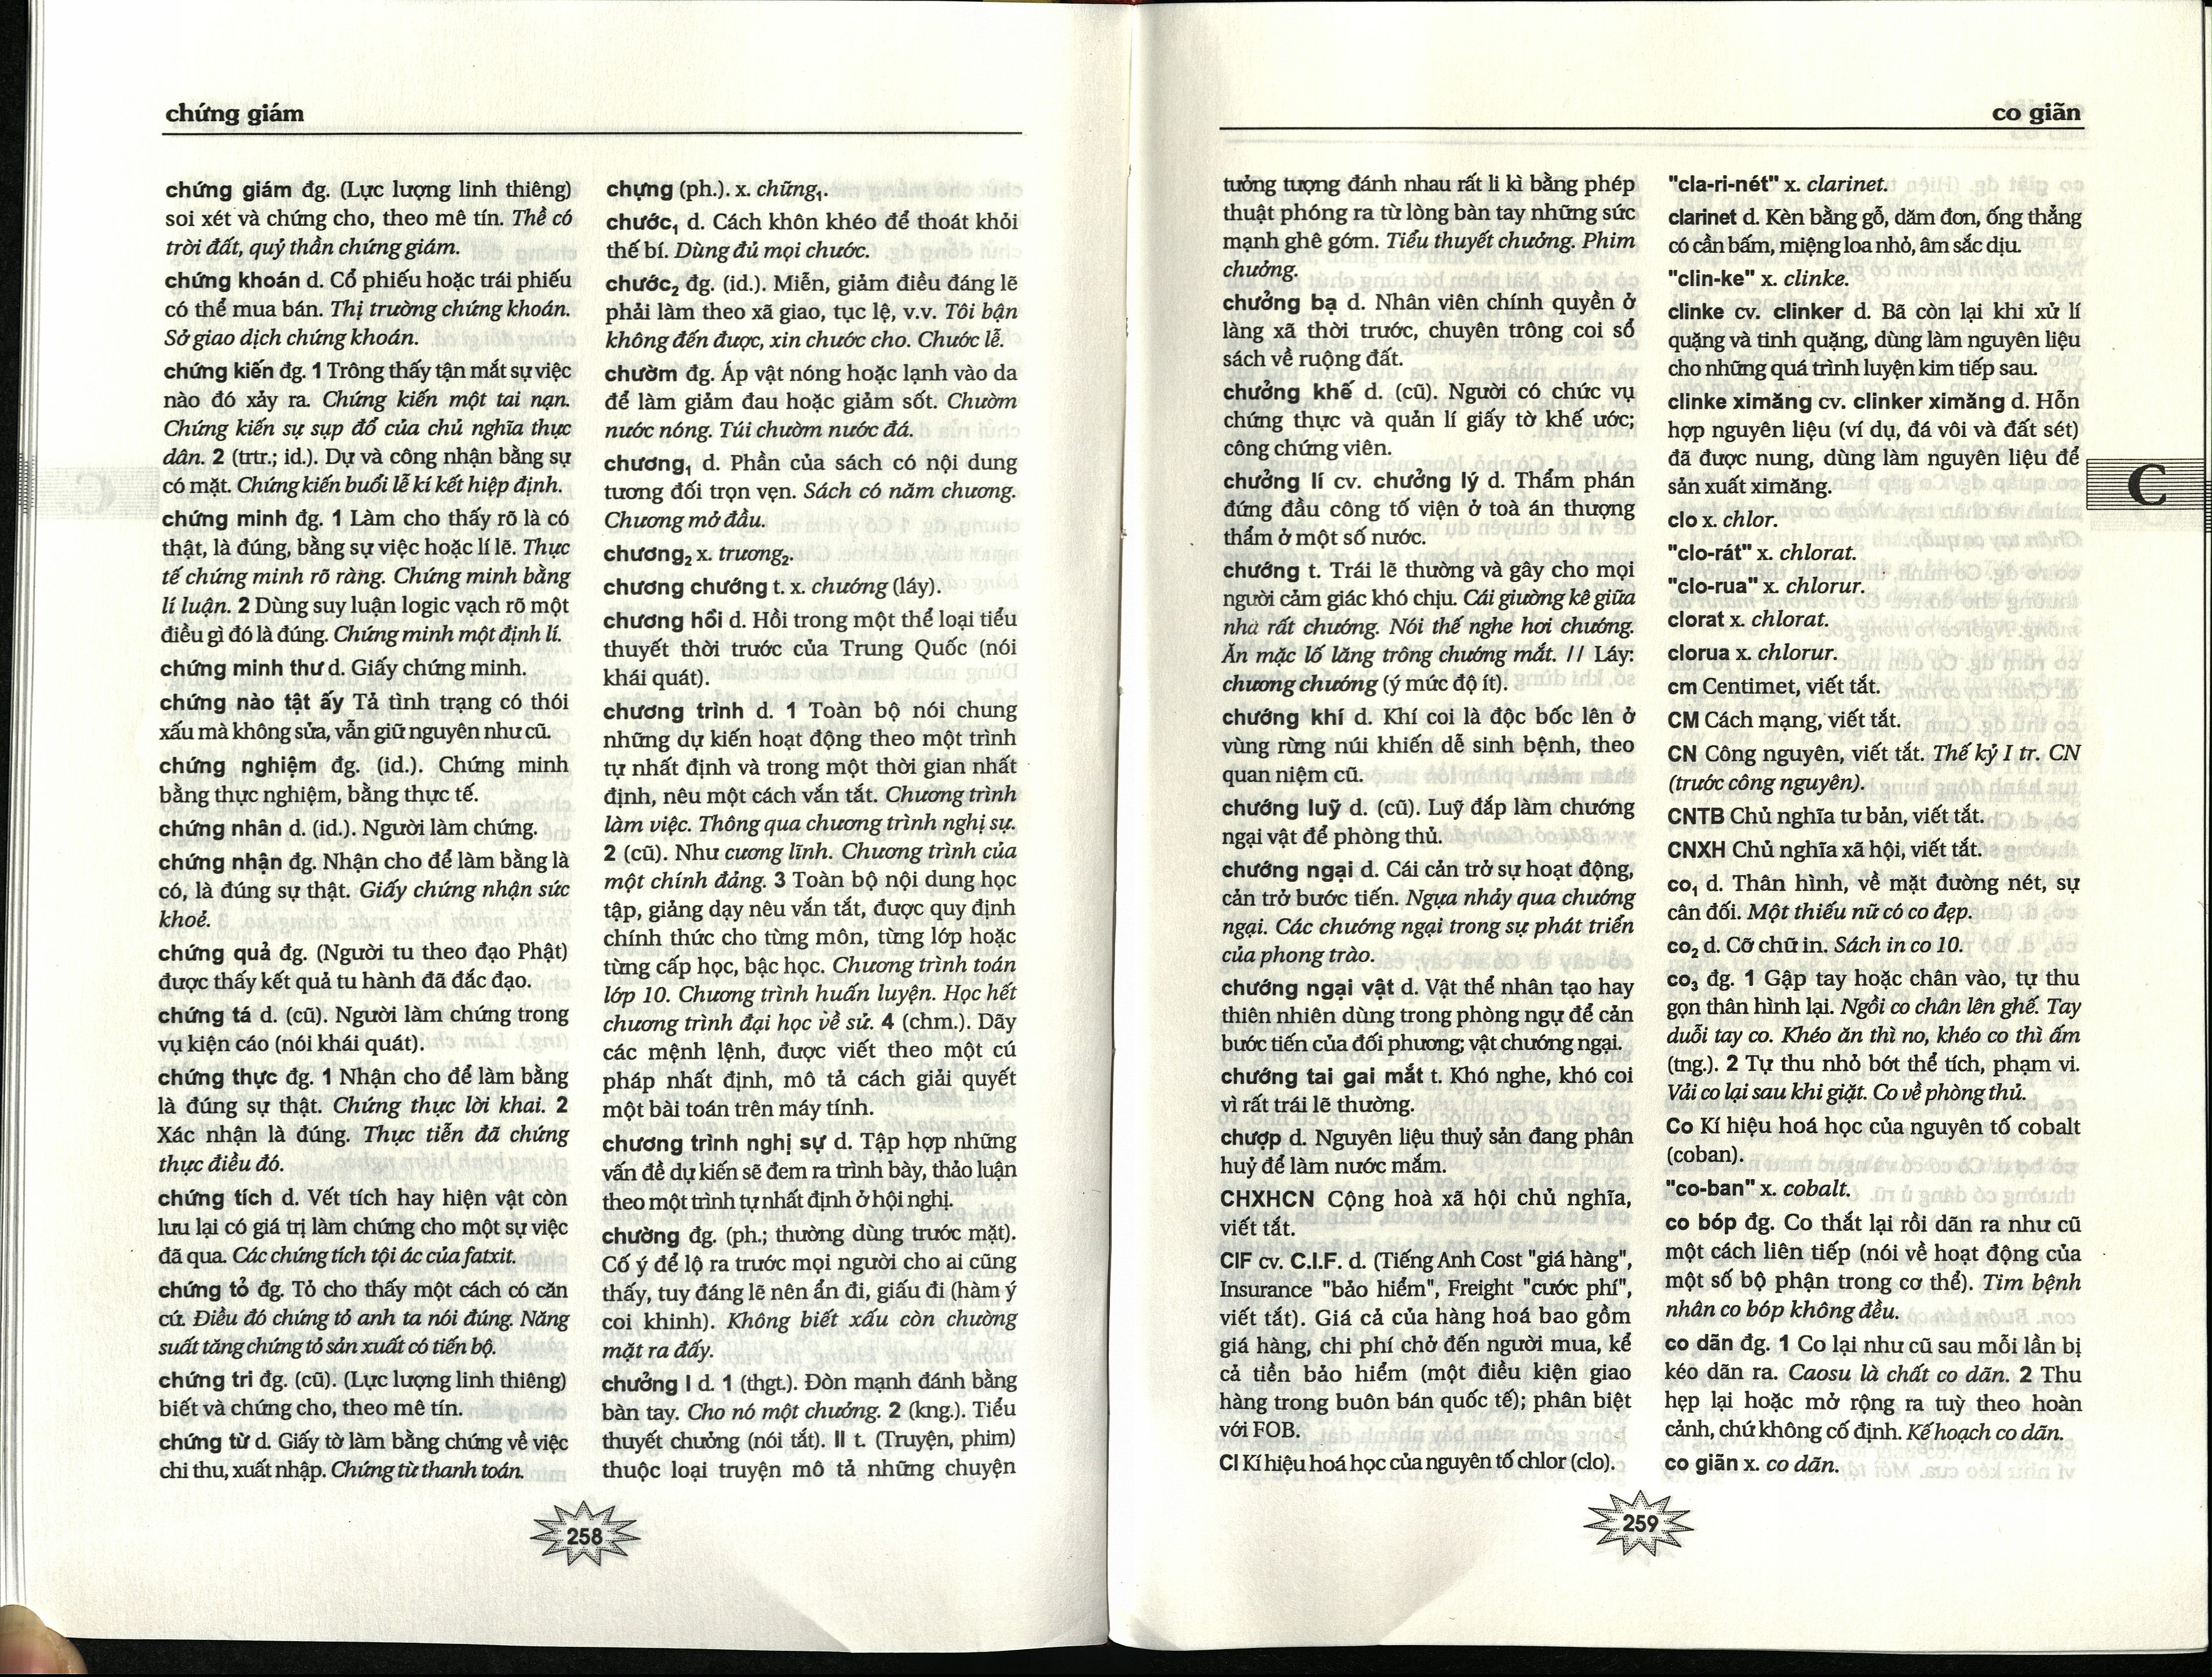 chứng giám
chứng giám đg. (Lực lượng linh thiêng)
soi xét và chứng cho, theo mê tín. Thề có
trời đất, quỷ thần chứng giám.
chứng khoán d. Cổ phiếu hoặc trái phiếu
có thể mua bán. Thị trường chứng khoán.
Sở giao dịch chứng khoán.
chứng kiến đg. 1 Trông thấy tận mắt sự việc
nào đó xảy ra. Chứng kiến một tai nạn.
Chứng kiến sự sụp đổ của chủ nghĩa thực
dân. 2 (trtr.; id.). Dự và công nhận bằng sự
có mặt. Chứng kiến buổi lễ kí kết hiệp định.
chứng minh đg. 1 Làm cho thấy rõ là có
thật, là đúng, bằng sự việc hoặc lí lẽ. Thực
tế chứng minh rõ ràng. Chứng minh bằng
lí luận. 2 Dùng suy luận logic vạch rõ một
điều gì đó là đúng. Chứng minh một định lí.
chứng minh thư d. Giấy chứng minh.
chứng nào tật ấy Tả tình trạng có thói
xấu mà không sửa, vẫn giữ nguyên như cũ.
chứng nghiệm đg. (id.). Chứng minh
bằng thực nghiệm, bằng thực tế.
chứng nhân d. (id.). Người làm chứng.
chứng nhận đg. Nhận cho để làm bằng là
có, là đúng sự thật. Giấy chứng nhận sức
khoẻ.
chứng quả đg. (Người tu theo đạo Phật)
được thấy kết quả tu hành đã đắc đạo.
chứng tá d. (cũ). Người làm chứng trong
vụ kiện cáo (nói khái quát).
chứng thực đg. 1 Nhận cho để làm bằng
là đúng sự thật. Chứng thực lời khai. 2
Xác nhận là đúng. Thực tiễn đã chứng
thực điều đó.
chứng tích d. Vết tích hay hiện vật còn
lưu lại có giá trị làm chứng cho một sự việc
đã qua. Các chứng tích tội ác của fatxit.
chứng tỏ đg. Tỏ cho thấy một cách có căn
cứ. Điều đó chứng tỏ anh ta nói đúng. Năng
suất tăng chứng tỏ sản xuất có tiến bộ.
chứng tri đg. (cũ). (Lực lượng linh thiêng)
biết và chứng cho, theo mê tín.
chứng từ d. Giấy tờ làm bằng chứng về việc
chi thu, xuất nhập. Chứng từ thanh toán.
chựng (ph.). x. chững₁.
chước₁ d. Cách khôn khéo để thoát khỏi
thế bí. Dùng đủ mọi chước.
chước₂ đg. (id.). Miễn, giảm điều đáng lẽ
phải làm theo xã giao, tục lệ, v.v. Tôi bận
không đến được, xin chước cho. Chước lễ.
chườm đg. Áp vật nóng hoặc lạnh vào da
để làm giảm đau hoặc giảm sốt. Chườm
nước nóng. Túi chườm nước đá.
chương₁ d. Phần của sách có nội dung
tương đối trọn vẹn. Sách có năm chương.
Chương mở đầu.
chương₂ x. trương₂.
chương chướng t. x. chướng (láy).
chương hồi d. Hồi trong một thể loại tiểu
thuyết thời trước của Trung Quốc (nói
khái quát).
chương trình d. 1 Toàn bộ nói chung
những dự kiến hoạt động theo một trình
tự nhất định và trong một thời gian nhất
định, nêu một cách vắn tắt. Chương trình
làm việc. Thông qua chương trình nghị sự.
2 (cũ). Như cương lĩnh. Chương trình của
một chính đảng. 3 Toàn bộ nội dung học
tập, giảng dạy nêu vắn tắt, được quy định
chính thức cho từng môn, từng lớp hoặc
từng cấp học, bậc học. Chương trình toán
lớp 10. Chương trình huấn luyện. Học hết
chương trình đại học về sử. 4 (chm.). Dãy
các mệnh lệnh, được viết theo một cú
pháp nhất định, mô tả cách giải quyết
một bài toán trên máy tính.
chương trình nghị sự d. Tập hợp những
vấn đề dự kiến sẽ đem ra trình bày, thảo luận
theo một trình tự nhất định ở hội nghị.
chường đg. (ph.; thường dùng trước mặt).
Cố ý để lộ ra trước mọi người cho ai cũng
thấy, tuy đáng lẽ nên ẩn đi, giấu đi (hàm ý
coi khinh). Không biết xấu còn chường
mặt ra đấy.
chưởng I d. 1 (thgt.). Đòn mạnh đánh bằng
bàn tay. Cho nó một chưởng. 2 (kng.). Tiểu
thuyết chưởng (nói tắt). II t. (Truyện, phim)
thuộc loại truyện mô tả những chuyện
258
co giãn
tưởng tượng đánh nhau rất li kì bằng phép
thuật phóng ra từ lòng bàn tay những sức
mạnh ghê gớm. Tiểu thuyết chưởng. Phim
chưởng.
chưởng bạ d. Nhân viên chính quyền ở
làng xã thời trước, chuyên trông coi sổ
sách về ruộng đất.
chưởng khế d. (cũ). Người có chức vụ
chứng thực và quản lí giấy tờ khế ước;
công chứng viên.
chưởng lí cv. chưởng lý d. Thẩm phán
đứng đầu công tố viện ở toà án thượng
thẩm ở một số nước.
chướng t. Trái lẽ thường và gây cho mọi
người cảm giác khó chịu. Cái giường kê giữa
nhà rất chướng. Nói thế nghe hơi chướng.
Ăn mặc lố lăng trông chướng mắt. // Láy:
chương chướng (ý mức độ ít).
chướng khí d. Khí coi là độc bốc lên ở
vùng rừng núi khiến dễ sinh bệnh, theo
quan niệm cũ.
chướng luỹ d. (cũ). Luỹ đắp làm chướng
ngại vật để phòng thủ.
chướng ngại d. Cái cản trở sự hoạt động,
cản trở bước tiến. Ngựa nhảy qua chướng
ngại. Các chướng ngại trong sự phát triển
của phong trào.
chướng ngại vật d. Vật thể nhân tạo hay
thiên nhiên dùng trong phòng ngự để cản
bước tiến của đối phương; vật chướng ngại.
chướng tai gai mắt t. Khó nghe, khó coi
vì rất trái lẽ thường.
chượp d. Nguyên liệu thuỷ sản đang phân
huỷ để làm nước mắm.
CHXHCN Cộng hoà xã hội chủ nghĩa,
viết tắt.
CIF cv. C.I.F. d. (Tiếng Anh Cost "giá hàng",
Insurance "bảo hiểm", Freight "cước phí",
viết tắt). Giá cả của hàng hoá bao gồm
giá hàng, chi phí chở đến người mua, kể
cả tiền bảo hiểm (một điều kiện giao
hàng trong buôn bán quốc tế); phân biệt
với FOB.
Cl Kí hiệu hoá học của nguyên tố chlor (clo).
"cla-ri-nét" x. clarinet.
clarinet d. Kèn bằng gỗ, dăm đơn, ống thẳng
có cần bấm, miệng loa nhỏ, âm sắc dịu.
"clin-ke" x. clinke.
clinke cv. clinker d. Bã còn lại khi xử lí
quặng và tinh quặng, dùng làm nguyên liệu
cho những quá trình luyện kim tiếp sau.
clinke ximăng cv. clinker ximăng d. Hỗn
hợp nguyên liệu (ví dụ, đá vôi và đất sét)
đã được nung, dùng làm nguyên liệu để
sản xuất ximăng.
clo x. chlor.
"clo-rát" x. chlorat.
"clo-rua" x. chlorur.
clorat x. chlorat.
clorua x. chlorur.
cm Centimet, viết tắt.
CM Cách mạng, viết tắt.
CN Công nguyên, viết tắt. Thế kỷ I tr. CN
(trước công nguyên).
CNTB Chủ nghĩa tư bản, viết tắt.
CNXH Chủ nghĩa xã hội, viết tắt.
co₁ d. Thân hình, về mặt đường nét, sự
cân đối. Một thiếu nữ có co đẹp.
co₂ d. Cỡ chữ in. Sách in co 10.
co₃ đg. 1 Gập tay hoặc chân vào, tự thu
gọn thân hình lại. Ngồi co chân lên ghế. Tay
duỗi tay co. Khéo ăn thì no, khéo co thì ấm
(tng.). 2 Tự thu nhỏ bớt thể tích, phạm vi.
Vải co lại sau khi giặt. Co về phòng thủ.
Co Kí hiệu hoá học của nguyên tố cobalt
(coban).
"co-ban" x. cobalt.
co bóp đg. Co thắt lại rồi dãn ra như cũ
một cách liên tiếp (nói về hoạt động của
một số bộ phận trong cơ thể). Tim bệnh
nhân co bóp không đều.
co dãn đg. 1 Co lại như cũ sau mỗi lần bị
kéo dãn ra. Caosu là chất co dãn. 2 Thu
hẹp lại hoặc mở rộng ra tuỳ theo hoàn
cảnh, chứ không cố định. Kế hoạch co dãn.
co giãn x. co dãn.
C
259